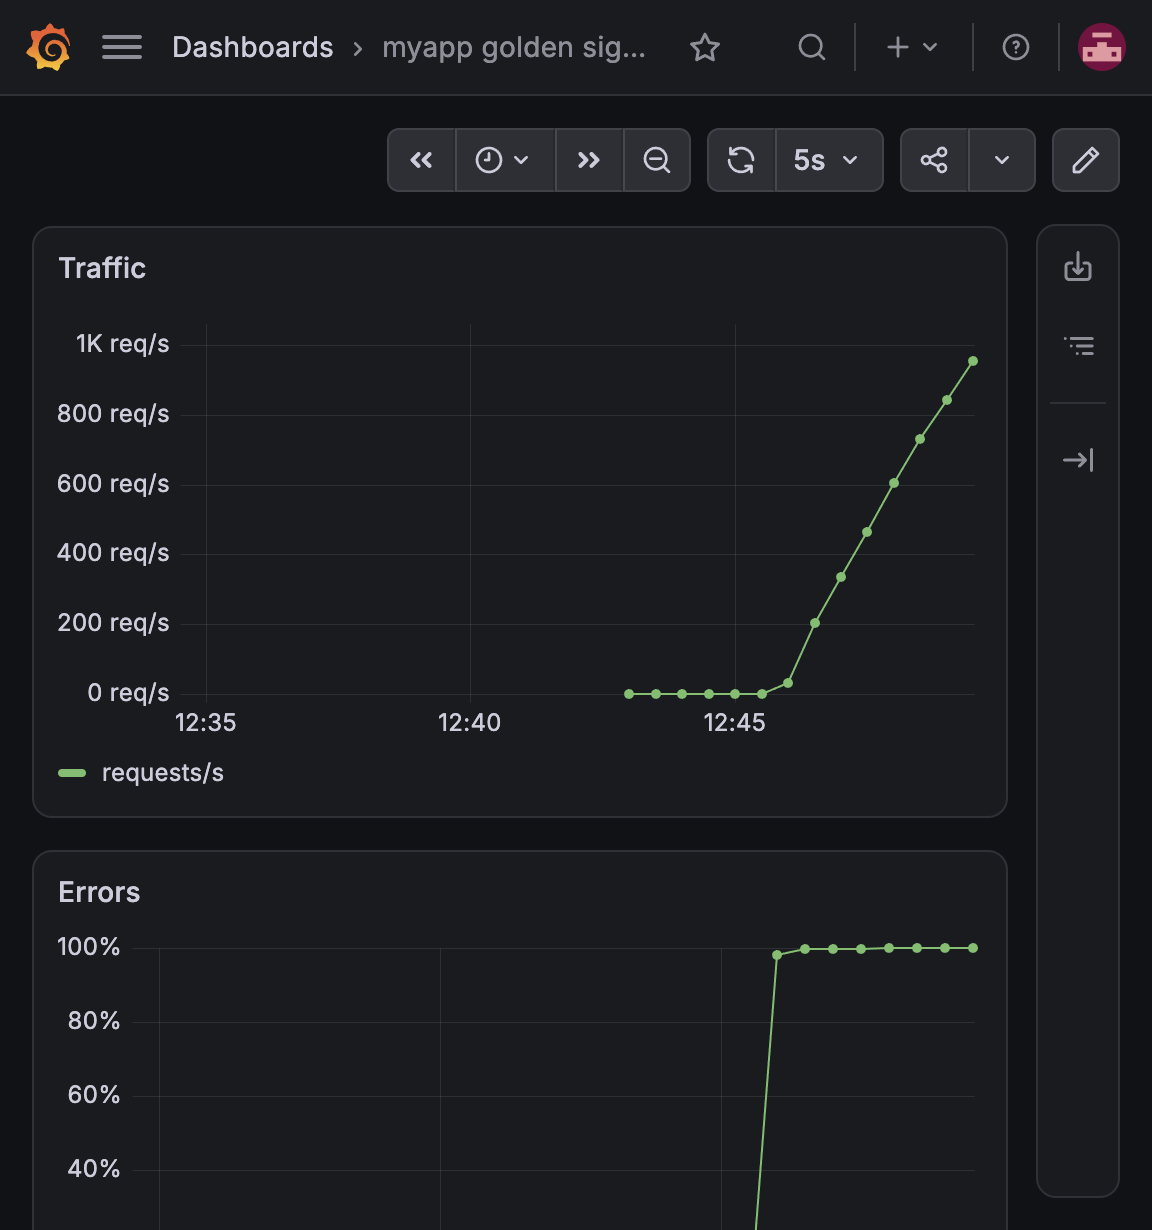 Dashboards › myapp golden sig...
5s
Traffic
1K req/s
800 req/s
600 req/s
400 req/s
200 req/s
0 req/s
12:35 12:40 12:45
requests/s
Errors
100%
80%
60%
40%